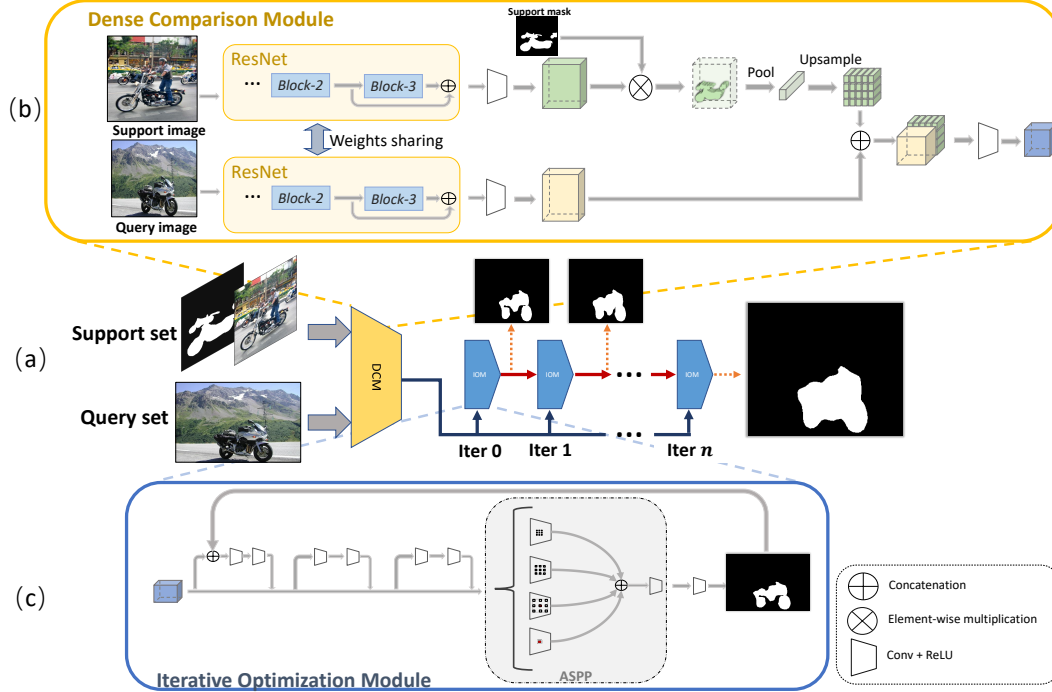 Dense Comparison Module
Support mask
ResNet
...
Block-2
Block-3
Pool
Upsample
(b)
Support image
Weights sharing
ResNet
...
Block-2
Block-3
Query image
Support set
(a)
DCM
IOM
IOM
...
IOM
Query set
...
Iter 0
Iter 1
Iter n
(c)
ASPP
Iterative Optimization Module
Concatenation
Element-wise multiplication
Conv + ReLU